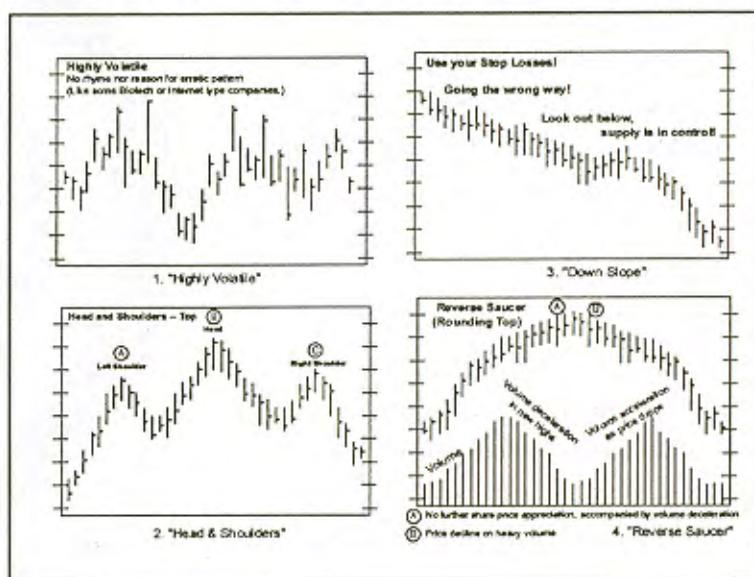 Highly Volatile
No rhyme nor reason for erratic pattern
(Like some Biotech or Internet type companies.)
1. "Highly Volatile"
Use your Stop Losses!
Going the wrong way!
Look out below,
supply is in control!
3. "Down Slope"
Head and Shoulders – Top
B
Head
A
Left Shoulder
C
Right Shoulder
2. "Head & Shoulders"
Reverse Saucer
(Rounding Top)
A
Volume
Volume deceleration
in new highs
Volume acceleration
as price drops
A No further share price appreciation, accompanied by volume deceleration
Price decline on heavy volume
4. "Reverse Saucer"